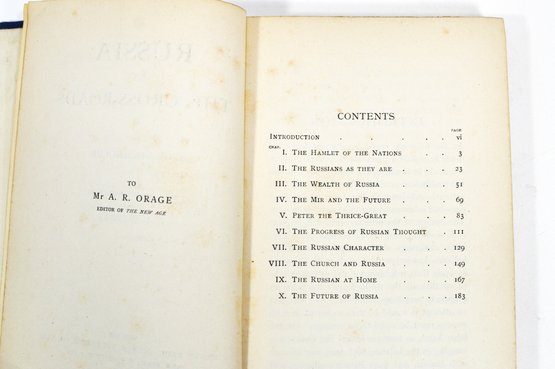 TO
Mr A. R. ORAGE
EDITOR OF THE NEW AGE
CONTENTS
PAGE
INTRODUCTION . . . . . vi
CHAP.
I. THE HAMLET OF THE NATIONS . . 3
II. THE RUSSIANS AS THEY ARE . . . 23
III. THE WEALTH OF RUSSIA . . . 51
IV. THE MIR AND THE FUTURE . . . 69
V. PETER THE THRICE-GREAT . . . 83
VI. THE PROGRESS OF RUSSIAN THOUGHT . 111
VII. THE RUSSIAN CHARACTER . . . 129
VIII. THE CHURCH AND RUSSIA . . . 149
IX. THE RUSSIAN AT HOME . . . 167
X. THE FUTURE OF RUSSIA . . . 183